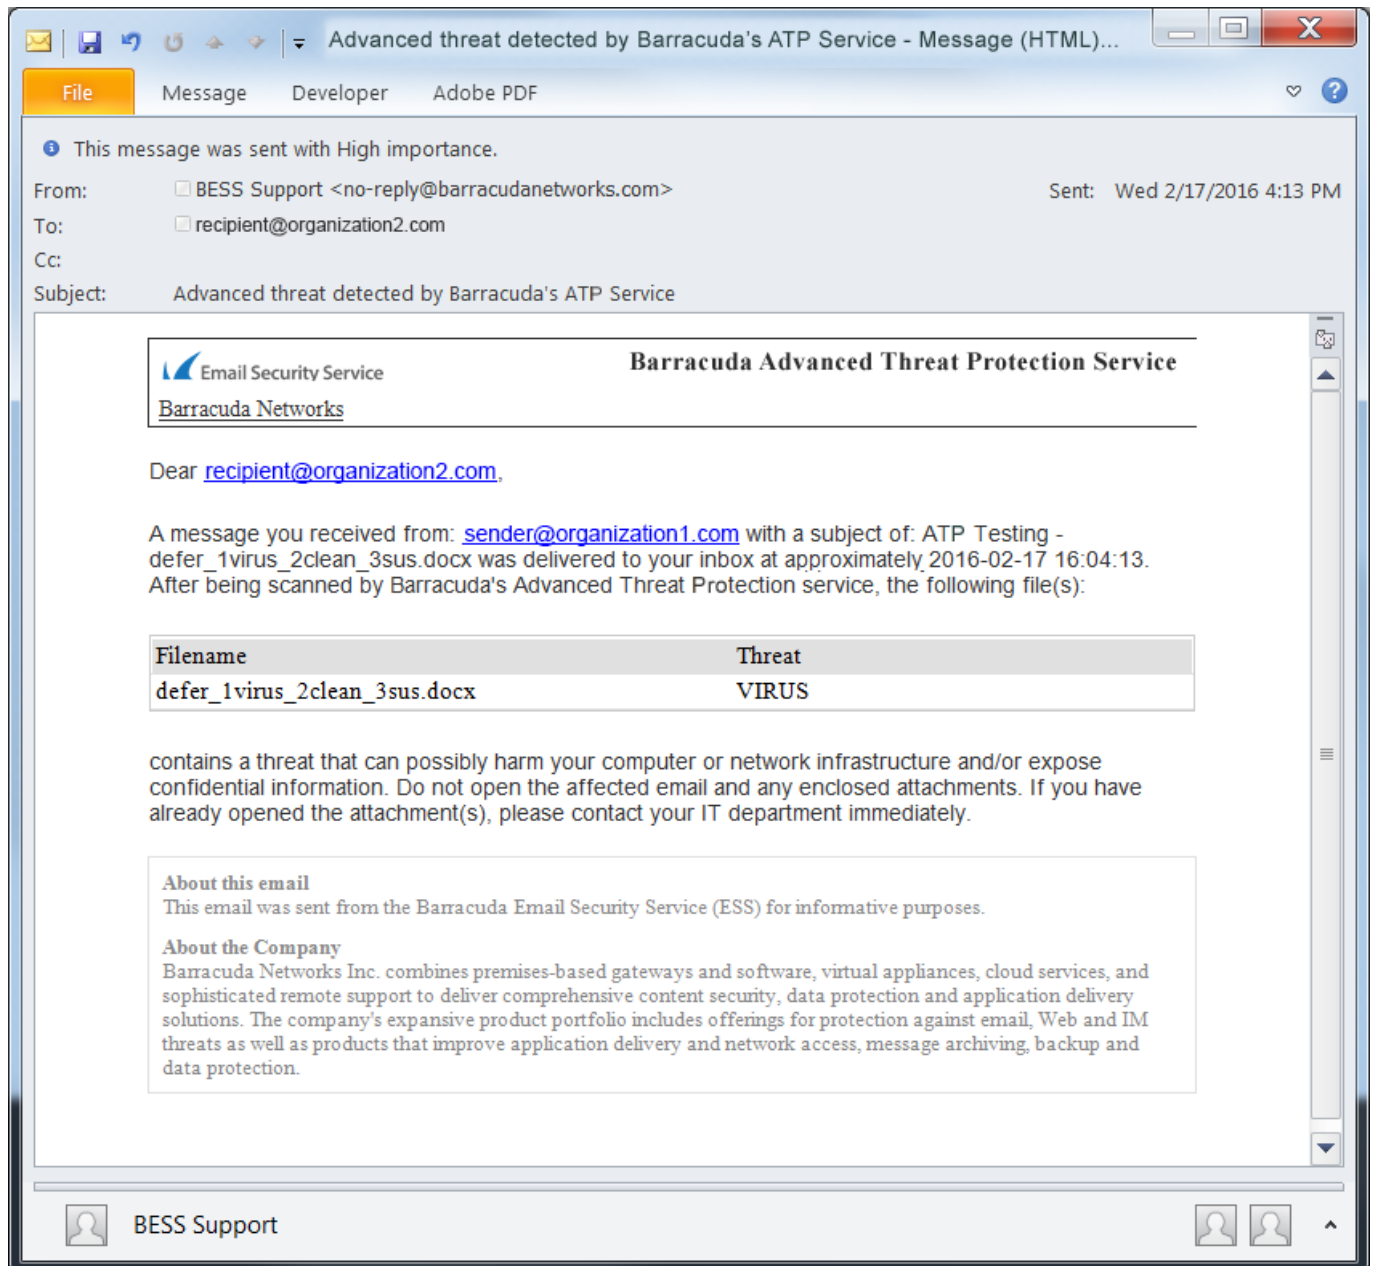 Advanced threat detected by Barracuda's ATP Service - Message (HTML)...
File Message Developer Adobe PDF
This message was sent with High importance.
From: BESS Support <no-reply@barracudanetworks.com> Sent: Wed 2/17/2016 4:13 PM
To: recipient@organization2.com
Cc:
Subject: Advanced threat detected by Barracuda's ATP Service
Email Security Service Barracuda Advanced Threat Protection Service
Barracuda Networks
Dear recipient@organization2.com,
A message you received from: sender@organization1.com with a subject of: ATP Testing -
defer_1virus_2clean_3sus.docx was delivered to your inbox at approximately 2016-02-17 16:04:13.
After being scanned by Barracuda's Advanced Threat Protection service, the following file(s):
Filename Threat
defer_1virus_2clean_3sus.docx VIRUS
contains a threat that can possibly harm your computer or network infrastructure and/or expose
confidential information. Do not open the affected email and any enclosed attachments. If you have
already opened the attachment(s), please contact your IT department immediately.
About this email
This email was sent from the Barracuda Email Security Service (ESS) for informative purposes.
About the Company
Barracuda Networks Inc. combines premises-based gateways and software, virtual appliances, cloud services, and
sophisticated remote support to deliver comprehensive content security, data protection and application delivery
solutions. The company's expansive product portfolio includes offerings for protection against email, Web and IM
threats as well as products that improve application delivery and network access, message archiving, backup and
data protection.
BESS Support